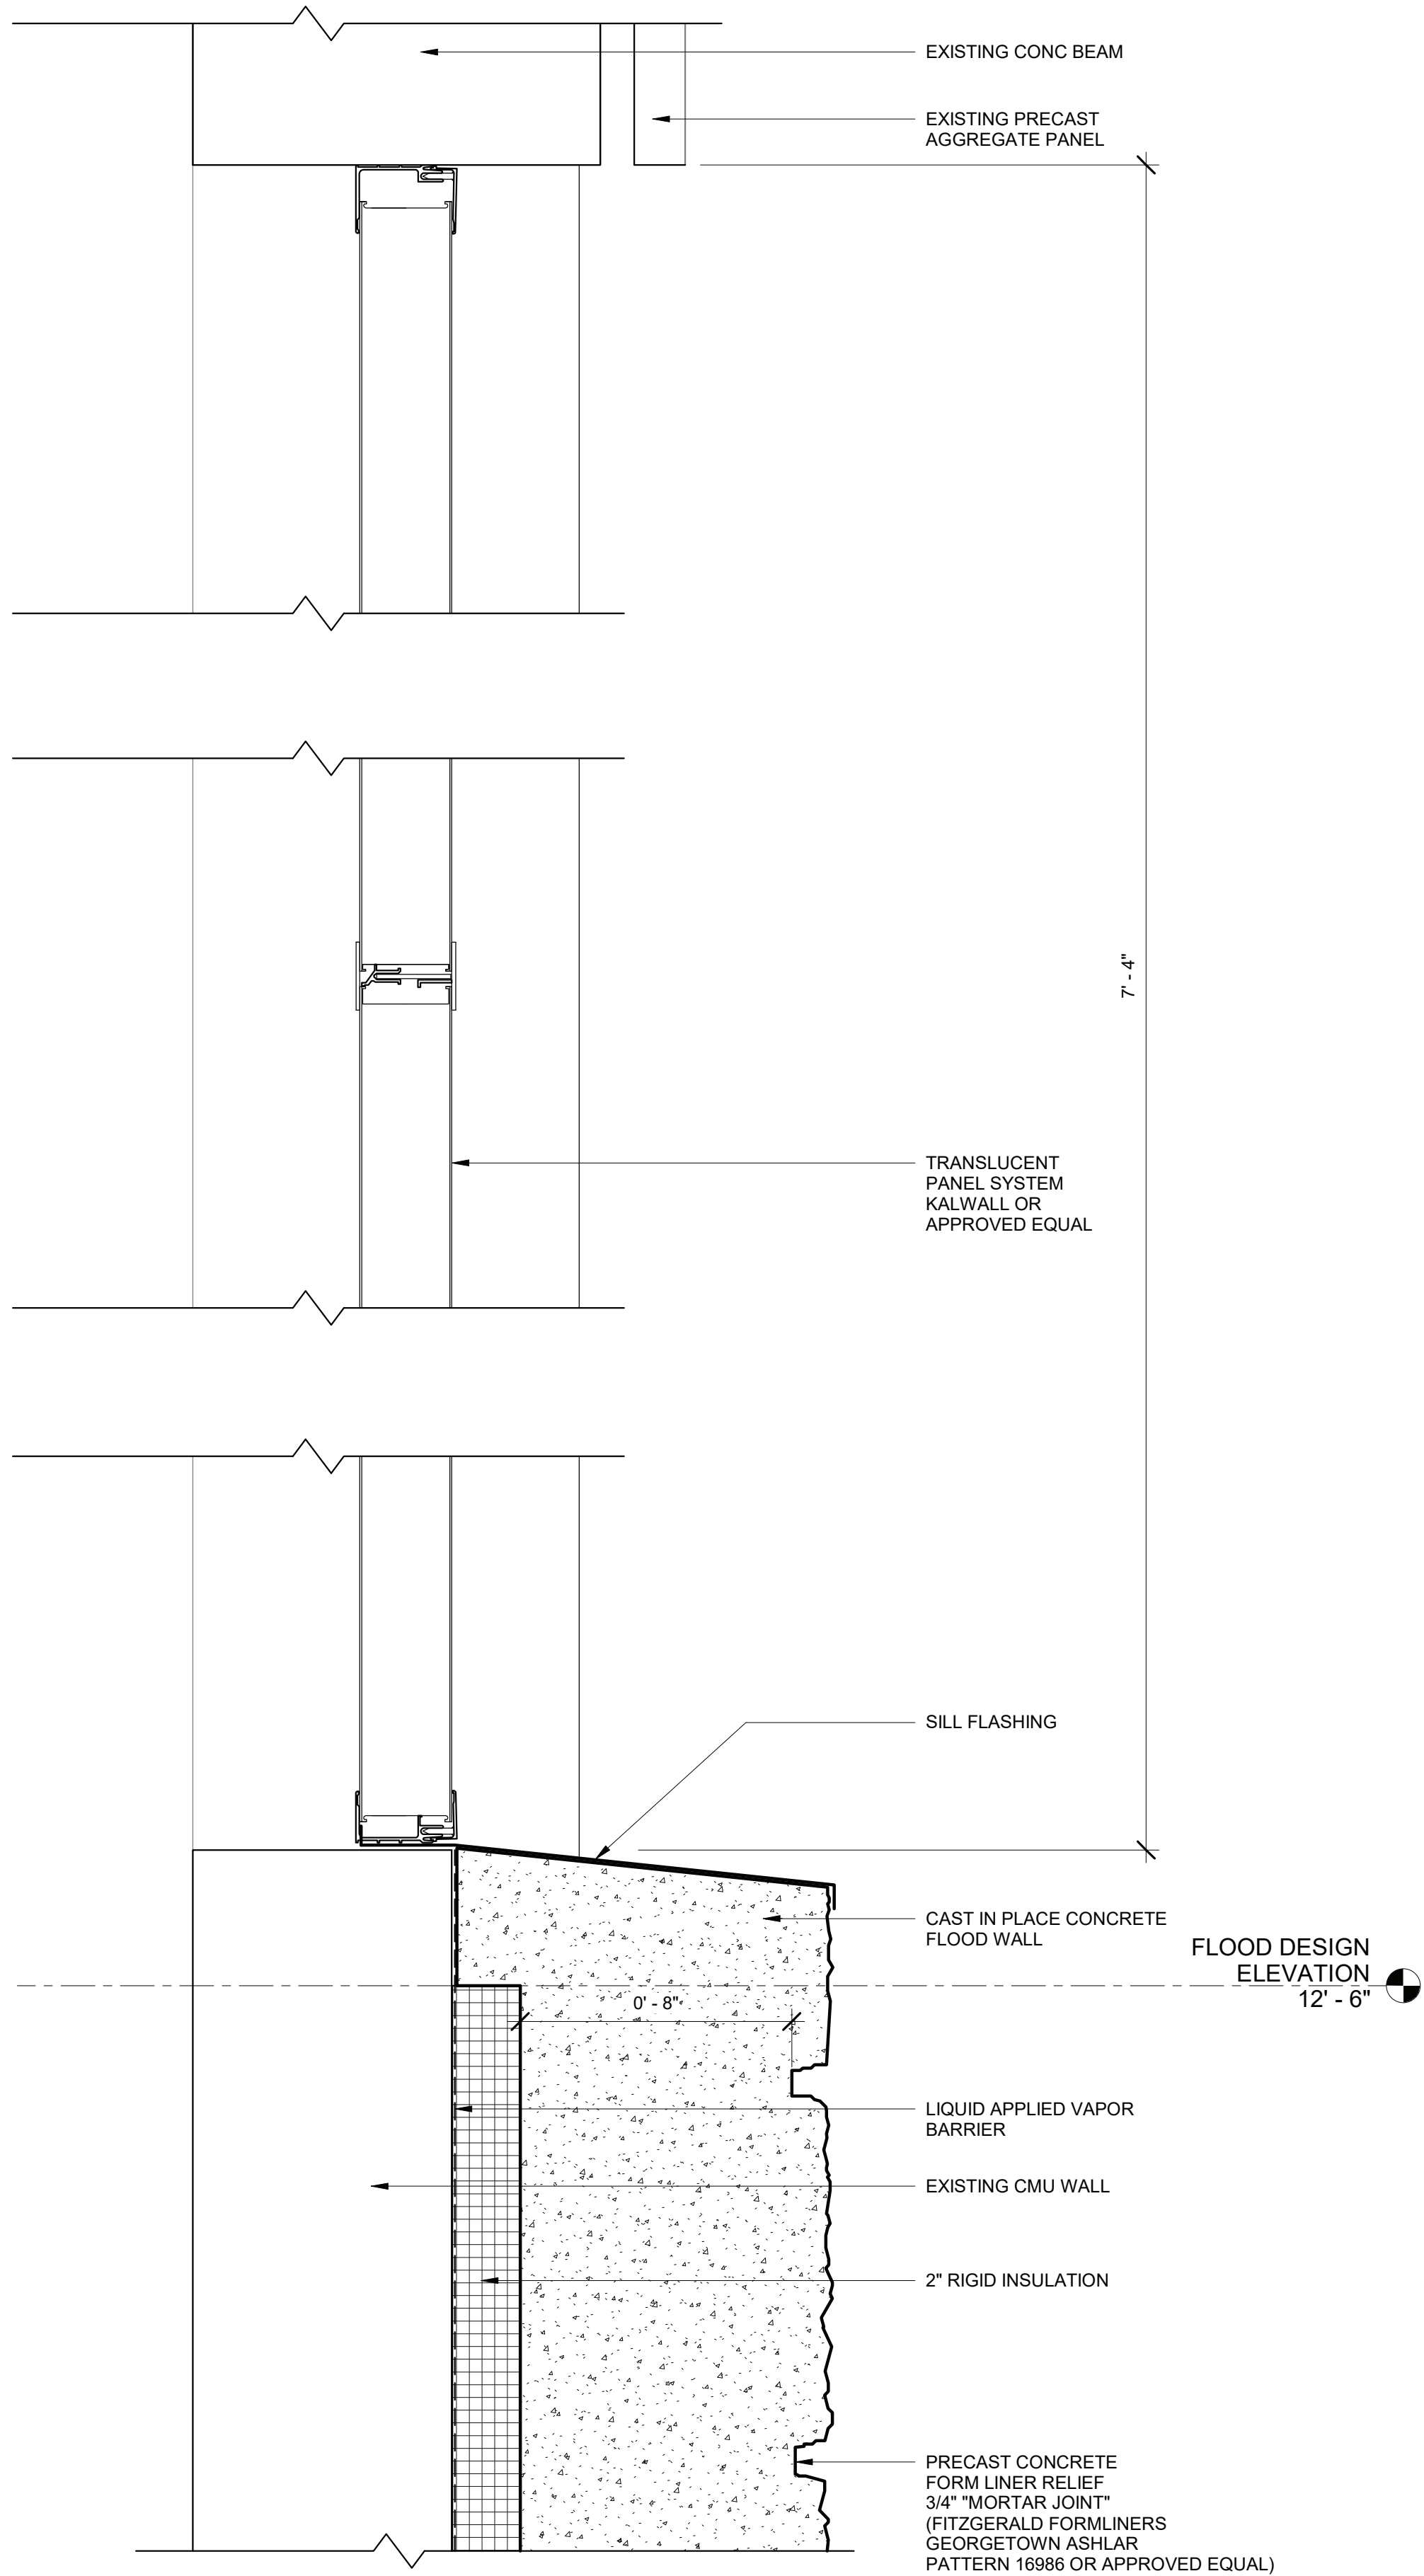 EXISTING CONC BEAM
EXISTING PRECAST
AGGREGATE PANEL
7' - 4"
TRANSLUCENT
PANEL SYSTEM
KALWALL OR
APPROVED EQUAL
SILL FLASHING
CAST IN PLACE CONCRETE
FLOOD WALL
FLOOD DESIGN
ELEVATION
12' - 6"
0' - 8"
LIQUID APPLIED VAPOR
BARRIER
EXISTING CMU WALL
2" RIGID INSULATION
PRECAST CONCRETE
FORM LINER RELIEF
3/4" "MORTAR JOINT"
(FITZGERALD FORMLINERS
GEORGETOWN ASHLAR
PATTERN 16986 OR APPROVED EQUAL)